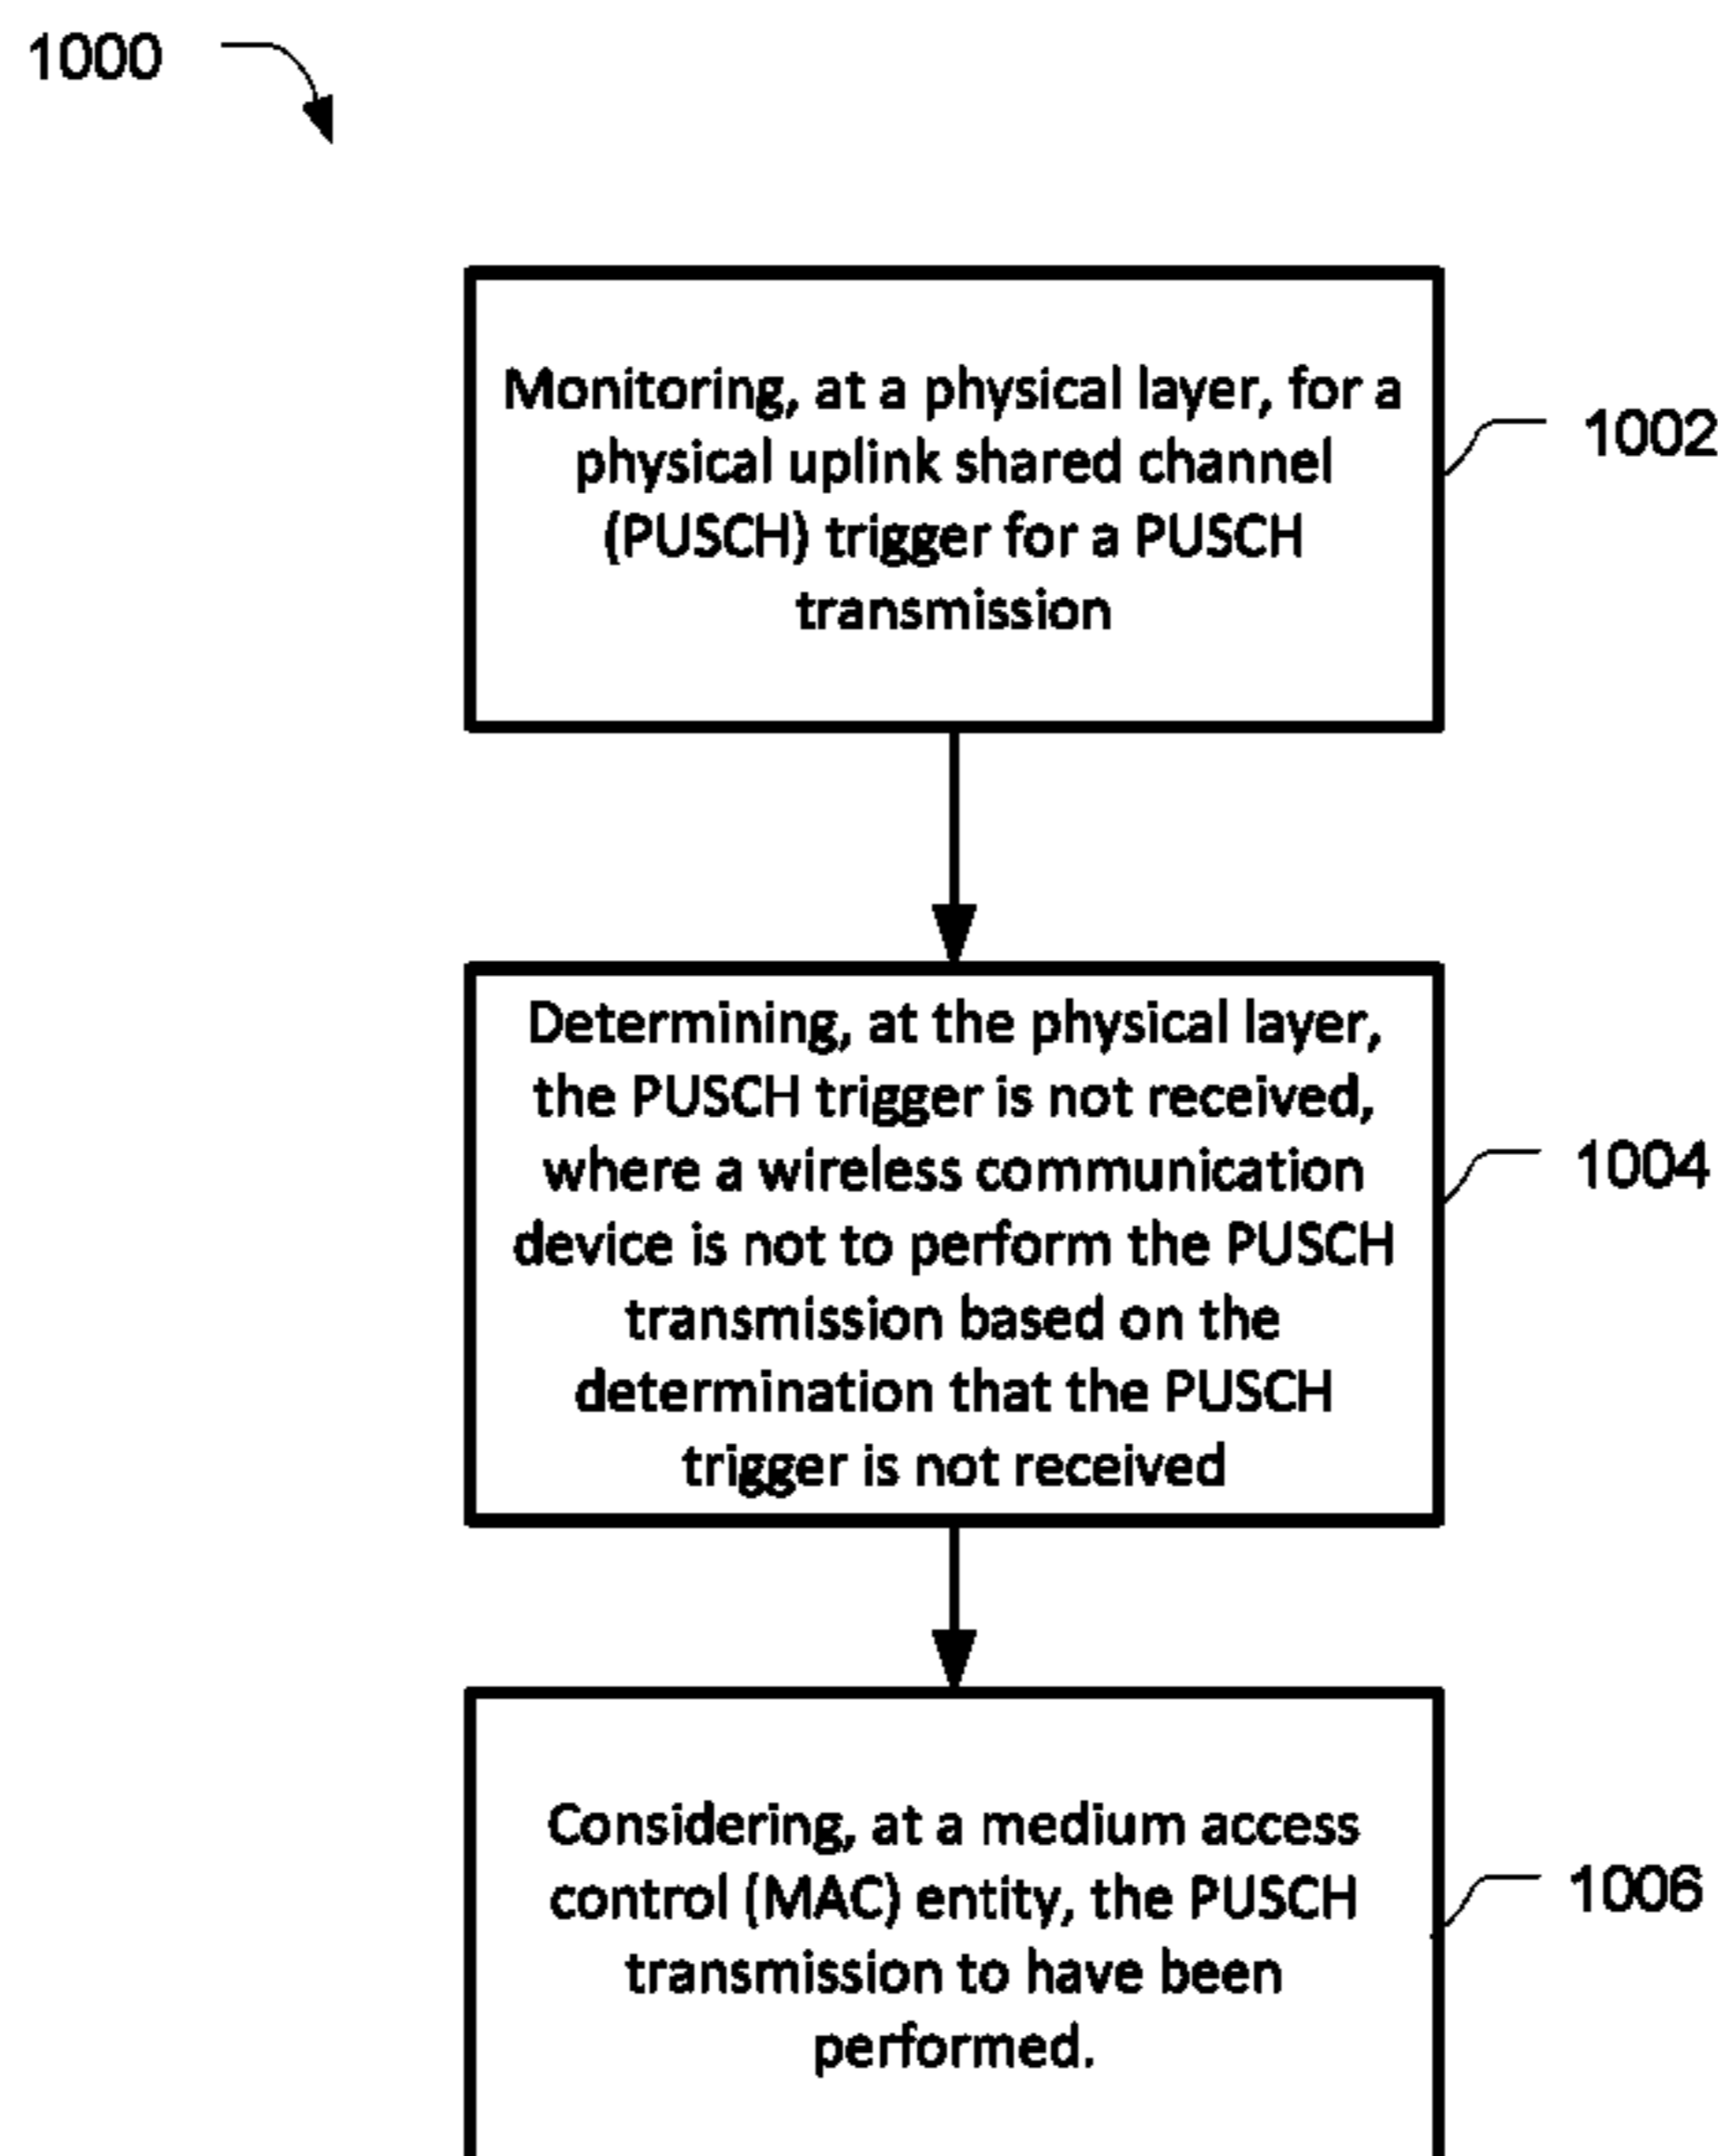 1000
Monitoring, at a physical layer, for a
physical uplink shared channel
(PUSCH) trigger for a PUSCH
transmission
1002
Determining, at the physical layer,
the PUSCH trigger is not received,
where a wireless communication
device is not to perform the PUSCH
transmission based on the
determination that the PUSCH
trigger is not received
1004
Considering, at a medium access
control (MAC) entity, the PUSCH
transmission to have been
performed.
1006